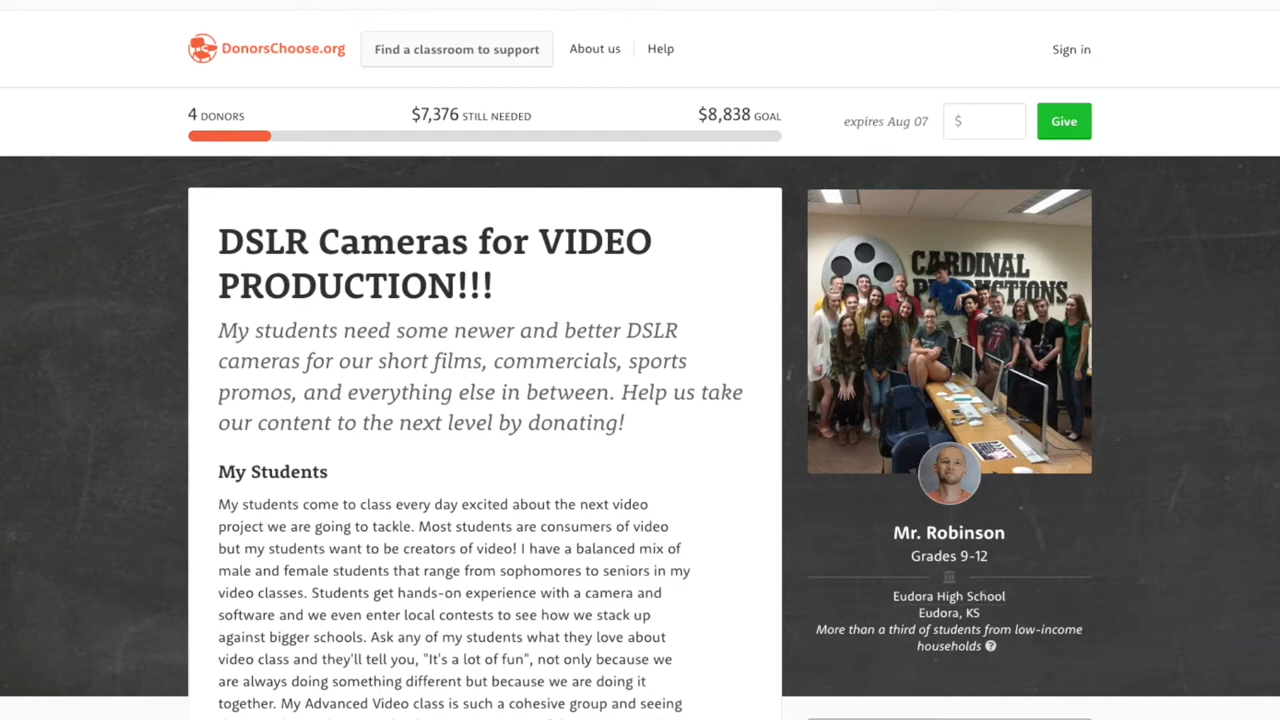 DonorsChoose.org
Find a classroom to support
About us
Help
Sign in
4 DONORS
$7,376 STILL NEEDED
$8,838 GOAL
expires Aug 07
$
Give
DSLR Cameras for VIDEO
PRODUCTION!!!
My students need some newer and better DSLR
cameras for our short films, commercials, sports
promos, and everything else in between. Help us take
our content to the next level by donating!
My Students
My students come to class every day excited about the next video
project we are going to tackle. Most students are consumers of video
but my students want to be creators of video! I have a balanced mix of
male and female students that range from sophomores to seniors in my
video classes. Students get hands-on experience with a camera and
software and we even enter local contests to see how we stack up
against bigger schools. Ask any of my students what they love about
video class and they'll tell you, "It's a lot of fun", not only because we
are always doing something different but because we are doing it
together. My Advanced Video class is such a cohesive group and seeing
CARDINAL
PRODUCTIONS
Mr. Robinson
Grades 9-12
Eudora High School
Eudora, KS
More than a third of students from low-income
households ?